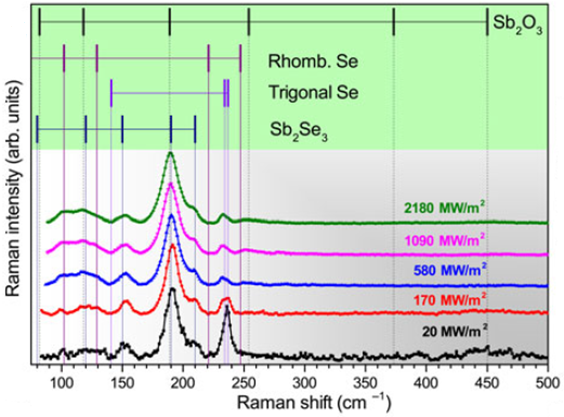 Sb₂O₃
Rhomb. Se
Trigonal Se
Sb₂Se₃
Raman intensity (arb. units)
2180 MW/m²
1090 MW/m²
580 MW/m²
170 MW/m²
20 MW/m²
100 150 200 250 300 350 400 450 500
Raman shift (cm ⁻¹)